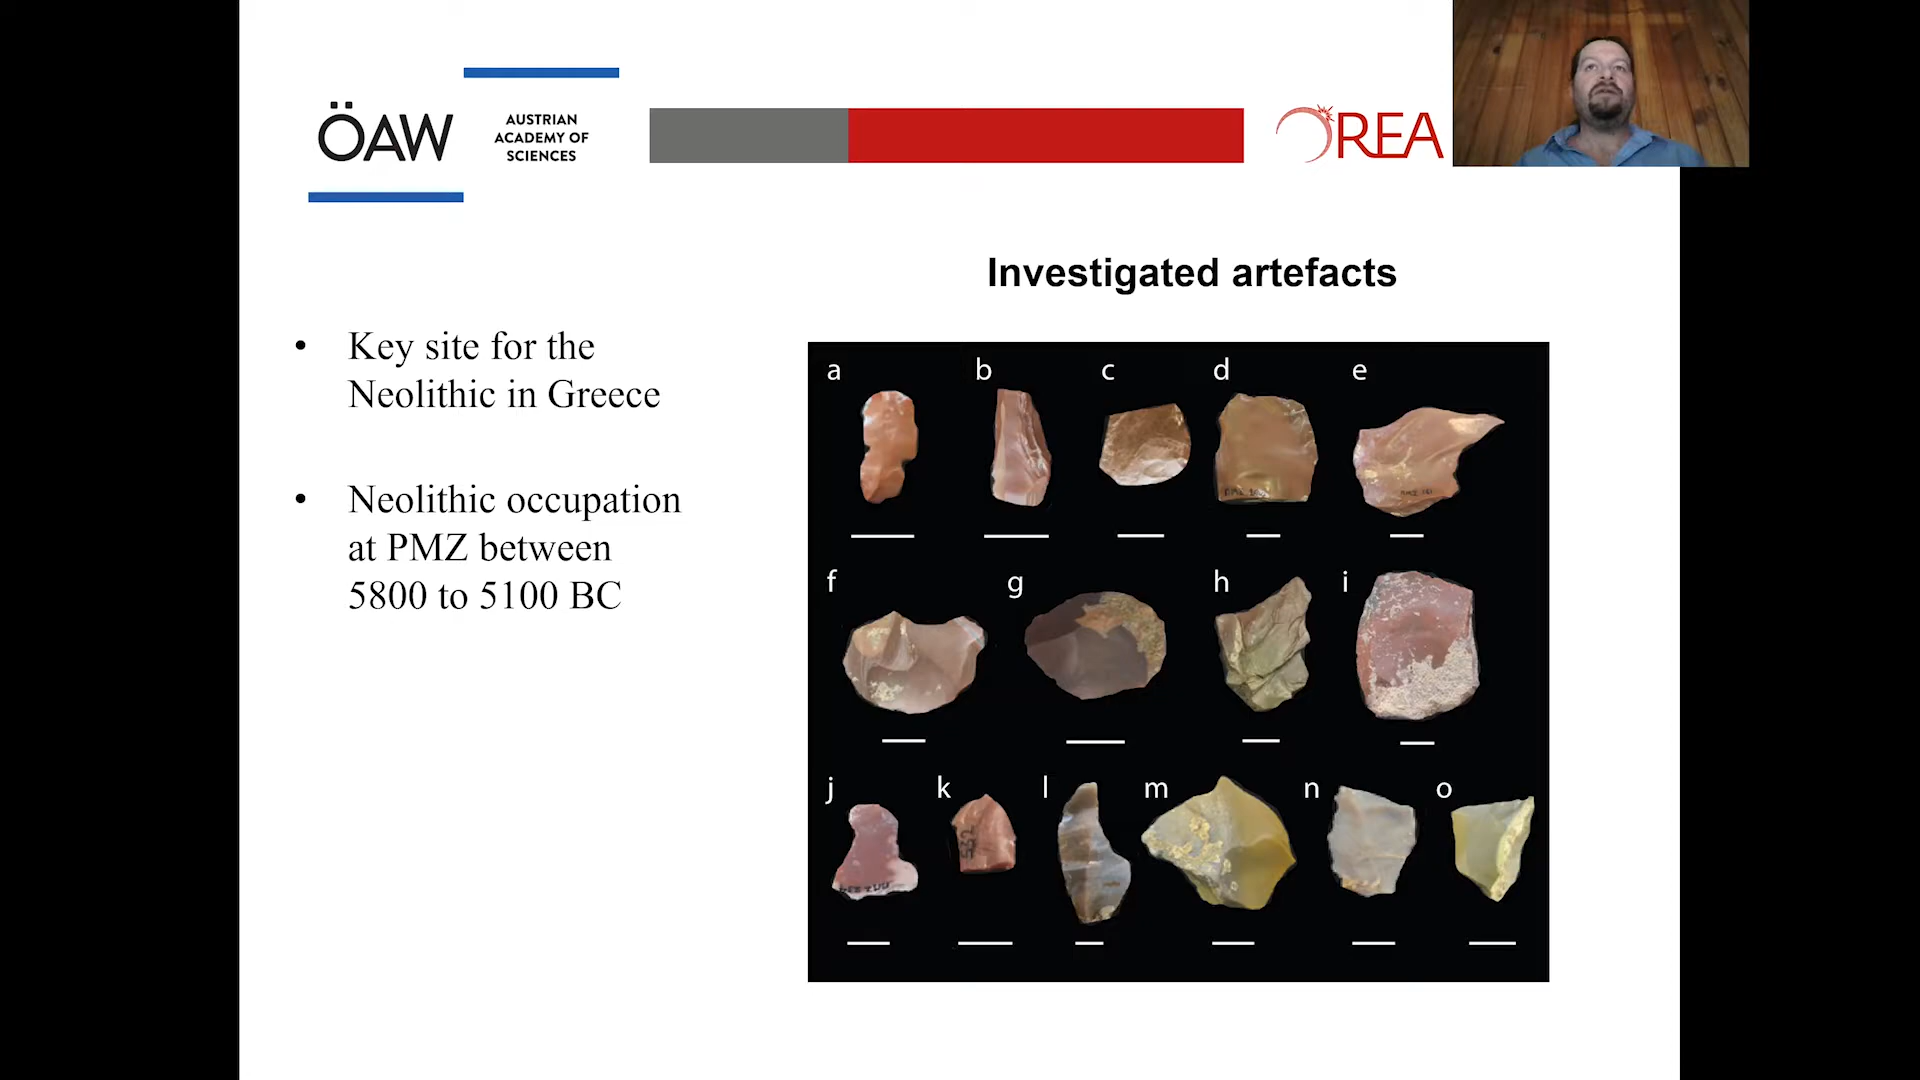 ÖAW
AUSTRIAN
ACADEMY OF
SCIENCES
OREA
Investigated artefacts
• Key site for the
Neolithic in Greece
• Neolithic occupation
at PMZ between
5800 to 5100 BC
a b c d e
f g h i
j k l m n o